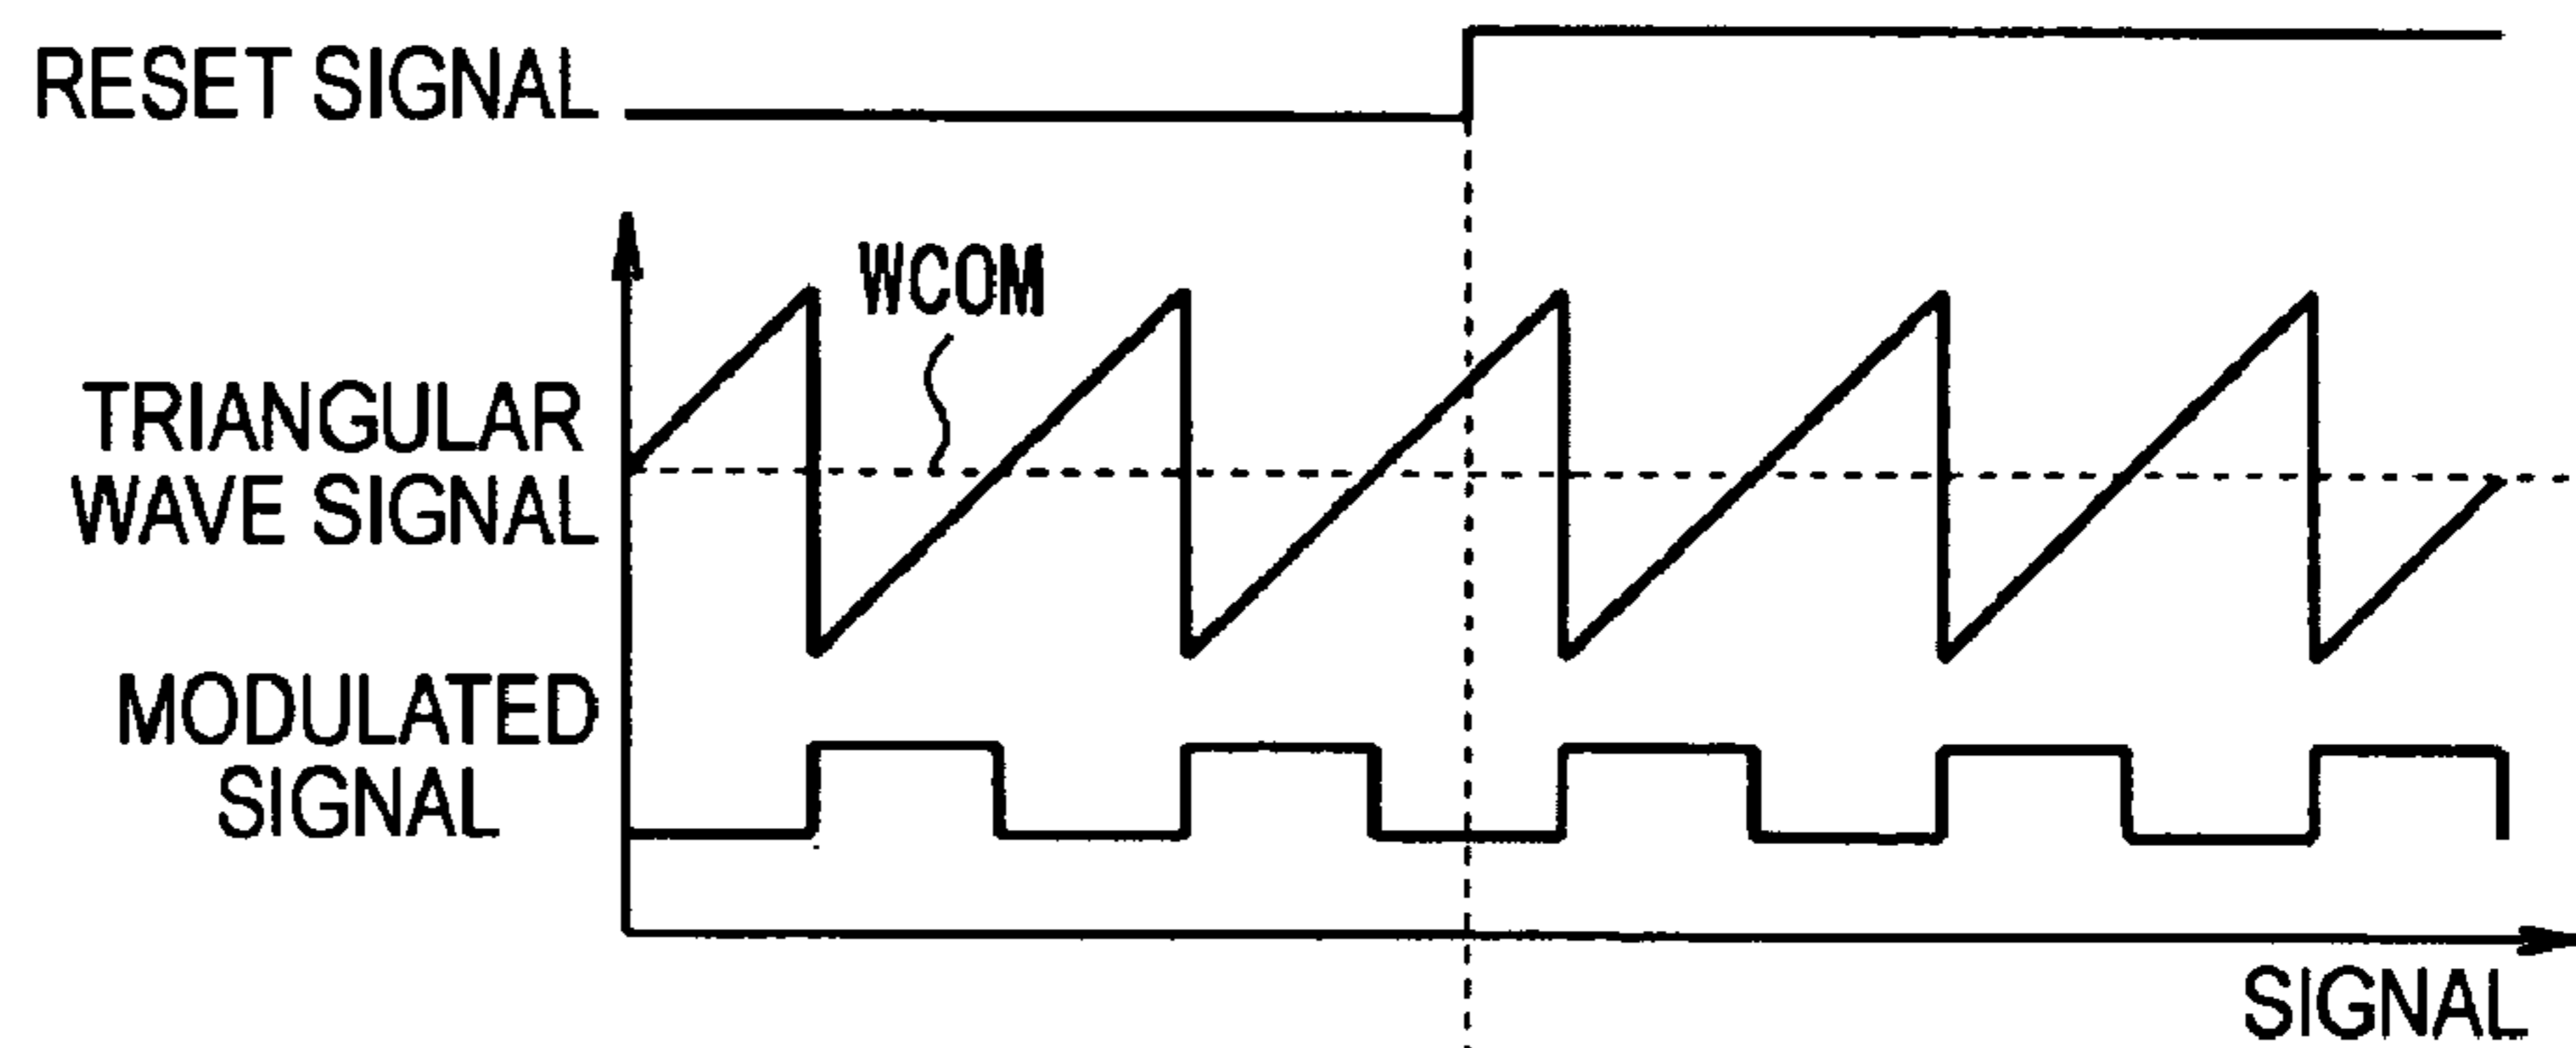 RESET SIGNAL
WCOM
TRIANGULAR
WAVE SIGNAL
MODULATED
SIGNAL
SIGNAL